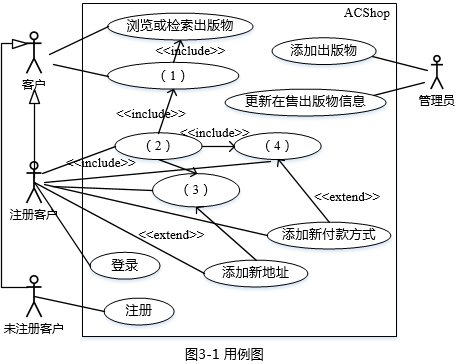 ACShop
浏览或检索出版物
<<include>>
添加出版物
客户
（1）
管理员
更新在售出版物信息
<<include>>
<<include>>
（2）
（4）
<<include>>
（3）
<<extend>>
注册客户
<<extend>>
添加新付款方式
登录
添加新地址
注册
未注册客户
图3-1 用例图